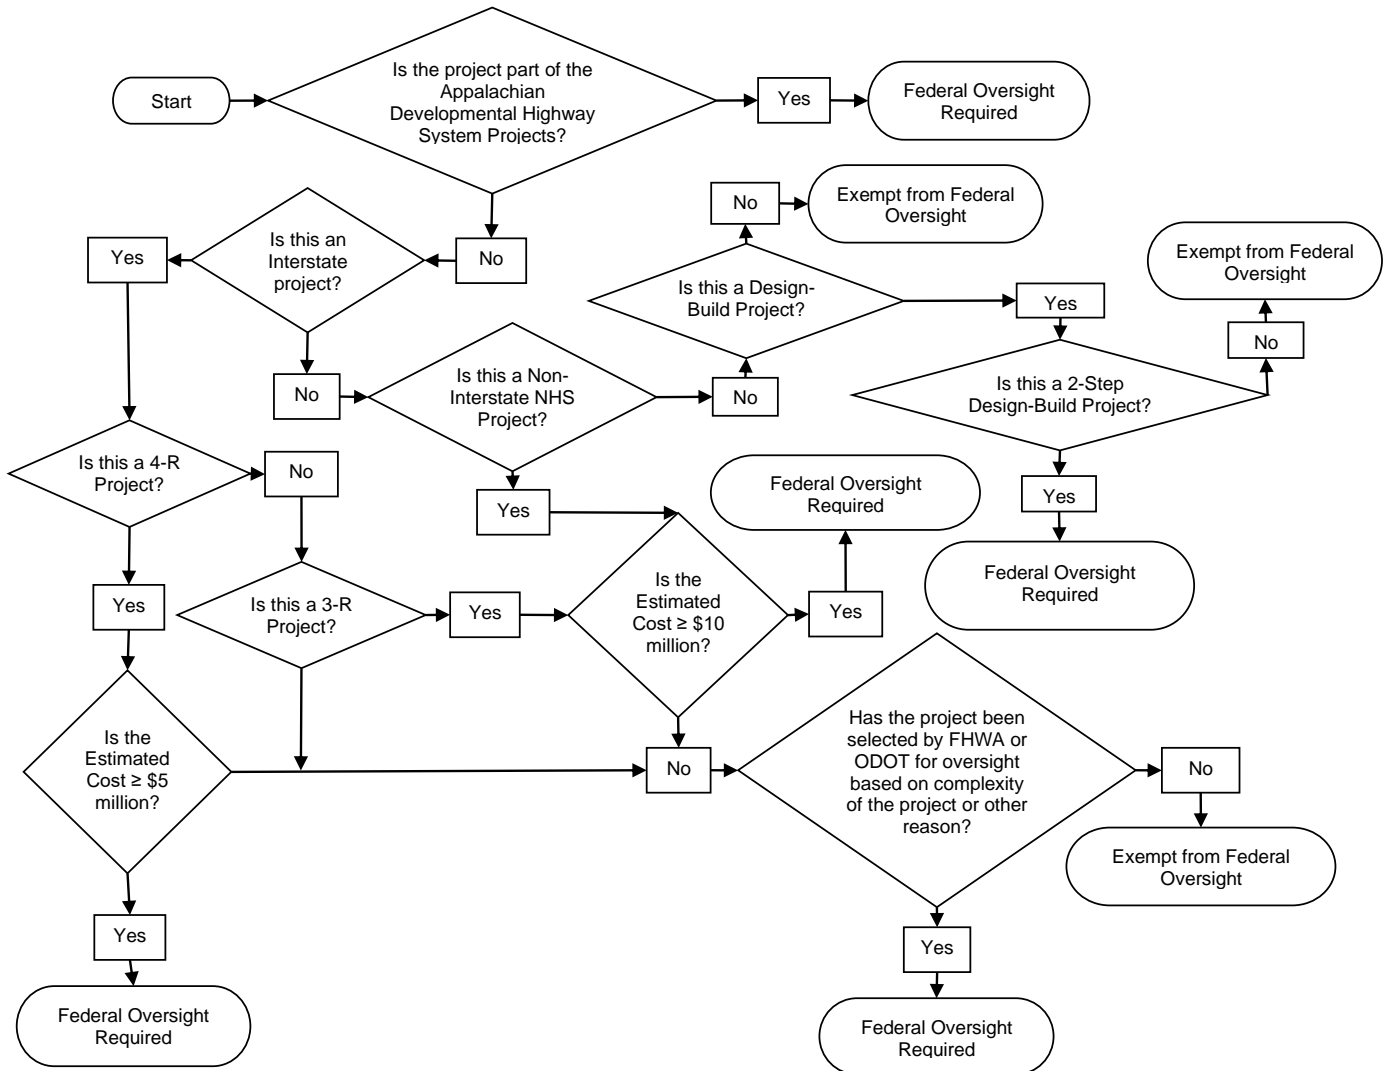 Start
Is the project part of the
Appalachian
Developmental Highway
System Projects?
Yes
Federal Oversight
Required
No
Is this an
Interstate
project?
Yes
No
Is this a Non-
Interstate NHS
Project?
No
Is this a Design-
Build Project?
No
Exempt from Federal
Oversight
Yes
Is this a 2-Step
Design-Build Project?
No
Exempt from Federal
Oversight
Yes
Federal Oversight
Required
Is this a 4-R
Project?
No
Is this a 3-R
Project?
Yes
Yes
Is the
Estimated
Cost ≥ $10
million?
Yes
Federal Oversight
Required
Yes
Is the
Estimated
Cost ≥ $5
million?
No
Has the project been
selected by FHWA or
ODOT for oversight
based on complexity
of the project or other
reason?
No
Exempt from Federal
Oversight
Yes
Federal Oversight
Required
Yes
Federal Oversight
Required